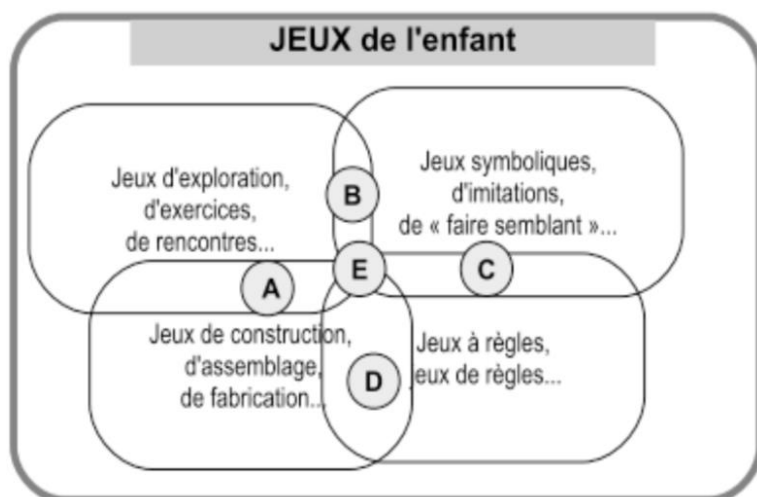 JEUX de l'enfant
Jeux d'exploration,
d'exercices,
de rencontres...
B
Jeux symboliques,
d'imitations,
de « faire semblant »...
A
E
C
Jeux de construction,
d'assemblage,
de fabrication...
D
Jeux à règles,
eux de règles...